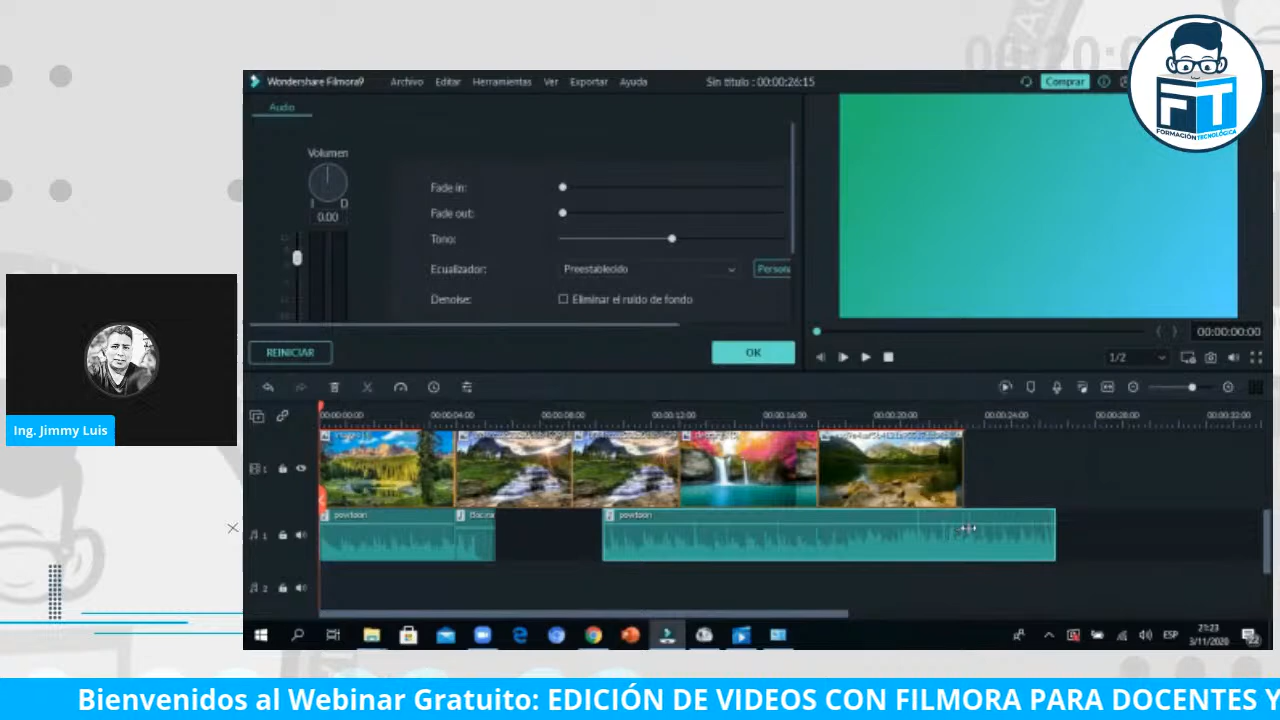 Wondershare Filmora9 Archivo Editar Herramientas Ver Exportar Ayuda Sin título : 00:00:26:15 Comprar
FT
FORMACIÓN TECNOLÓGICA
Audio
Volumen
I D
0.00
Fade in:
Fade out:
Tono:
Ecualizador: Preestablecido
Denoise: Eliminar el ruido de fondo
REINICIAR
OK
00:00:00:00
1/2
00:00:00:00 00:00:04:00 00:00:08:00 00:00:12:00 00:00:16:00 00:00:20:00 00:00:24:00 00:00:28:00 00:00:32:00
1
powtoon
powtoon
1
2
Ing. Jimmy Luis
ESP
21:23
3/11/2020
Bienvenidos al Webinar Gratuito: EDICIÓN DE VIDEOS CON FILMORA PARA DOCENTES Y